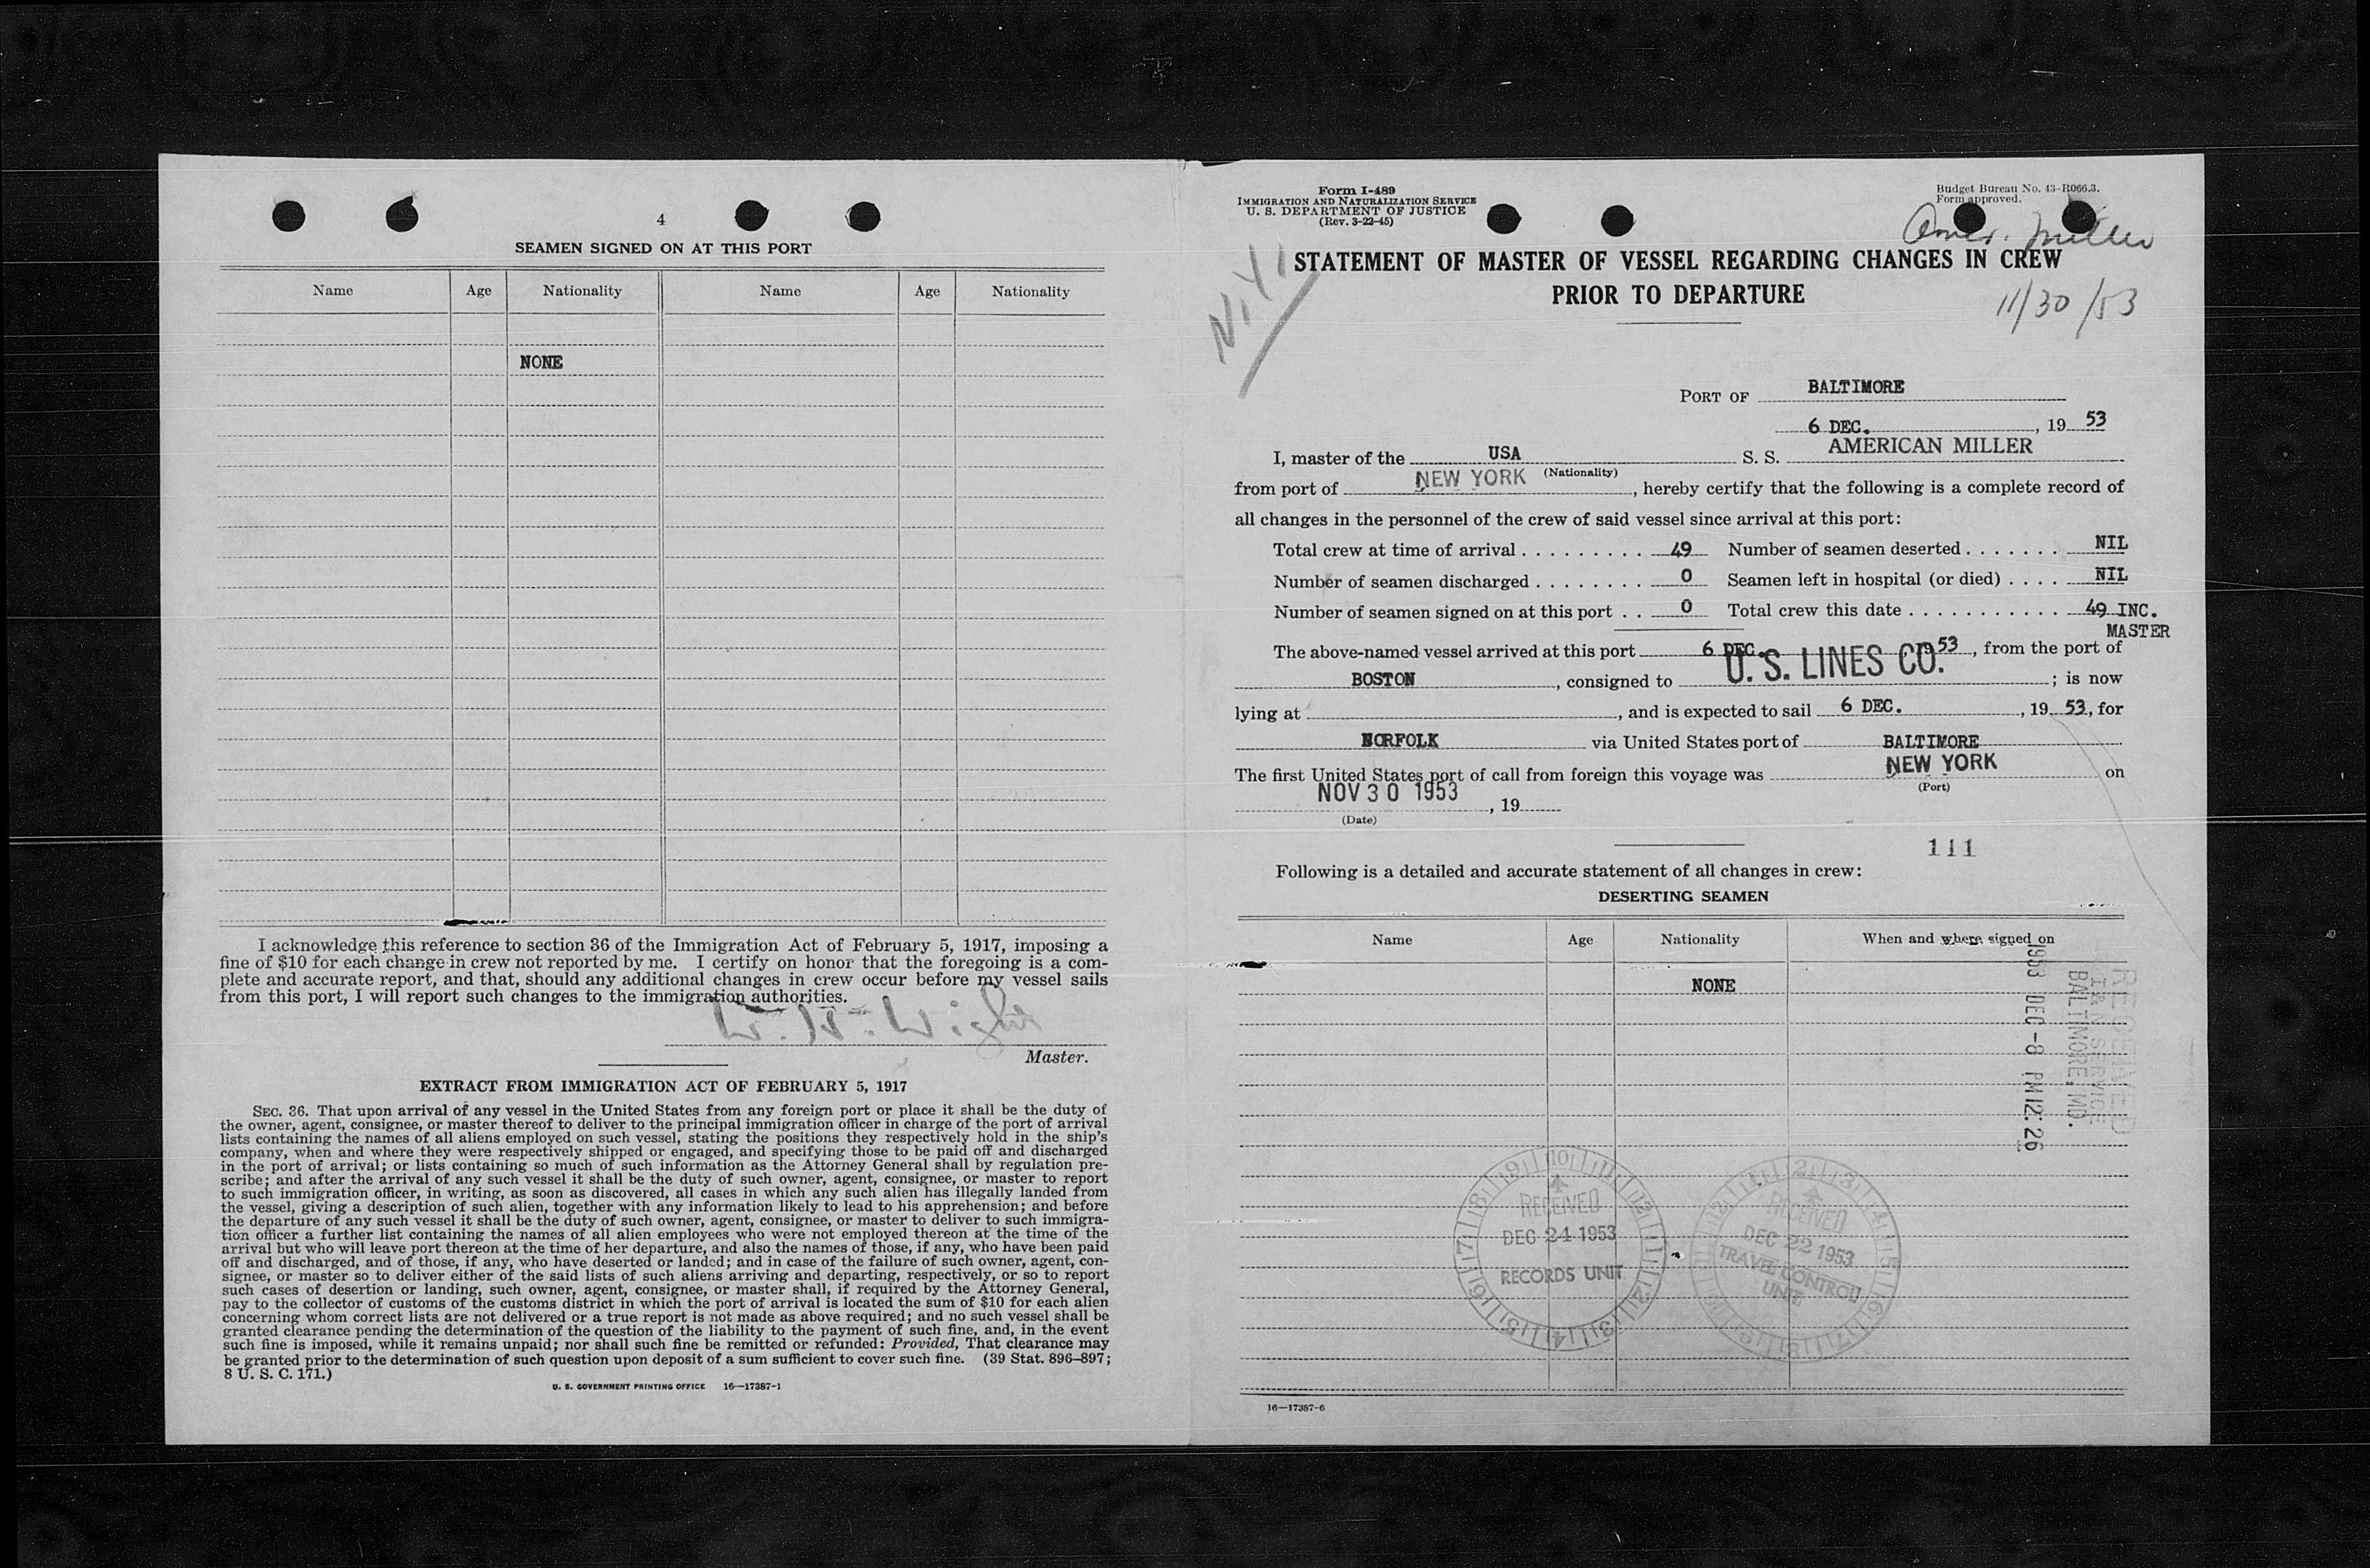 4
SEAMEN SIGNED ON AT THIS PORT
Name Age Nationality Name Age Nationality
NONE
I acknowledge this reference to section 36 of the Immigration Act of February 5, 1917, imposing a
fine of $10 for each change in crew not reported by me. I certify on honor that the foregoing is a com-
plete and accurate report, and that, should any additional changes in crew occur before my vessel sails
from this port, I will report such changes to the immigration authorities.
Master.
EXTRACT FROM IMMIGRATION ACT OF FEBRUARY 5, 1917
SEC. 36. That upon arrival of any vessel in the United States from any foreign port or place it shall be the duty of
the owner, agent, consignee, or master thereof to deliver to the principal immigration officer in charge of the port of arrival
lists containing the names of all aliens employed on such vessel, stating the positions they respectively hold in the ship's
company, when and where they were respectively shipped or engaged, and specifying those to be paid off and discharged
in the port of arrival; or lists containing so much of such information as the Attorney General shall by regulation pre-
scribe; and after the arrival of any such vessel it shall be the duty of such owner, agent, consignee, or master to report
to such immigration officer, in writing, as soon as discovered, all cases in which any such alien has illegally landed from
the vessel, giving a description of such alien, together with any information likely to lead to his apprehension; and before
the departure of any such vessel it shall be the duty of such owner, agent, consignee, or master to deliver to such immigra-
tion officer a further list containing the names of all alien employees who were not employed thereon at the time of the
arrival but who will leave port thereon at the time of her departure, and also the names of those, if any, who have been paid
off and discharged, and of those, if any, who have deserted or landed; and in case of the failure of such owner, agent, con-
signee, or master so to deliver either of the said lists of such aliens arriving and departing, respectively, or so to report
such cases of desertion or landing, such owner, agent, consignee, or master shall, if required by the Attorney General,
pay to the collector of customs of the customs district in which the port of arrival is located the sum of $10 for each alien
concerning whom correct lists are not delivered or a true report is not made as above required; and no such vessel shall be
granted clearance pending the determination of the question of the liability to the payment of such fine, and, in the event
such fine is imposed, while it remains unpaid; nor shall such fine be remitted or refunded: Provided, That clearance may
be granted prior to the determination of such question upon deposit of a sum sufficient to cover such fine. (39 Stat. 896–897;
8 U. S. C. 171.)
U. S. GOVERNMENT PRINTING OFFICE 16—17387-1
Form I-489
IMMIGRATION AND NATURALIZATION SERVICE
U. S. DEPARTMENT OF JUSTICE
(Rev. 3-22-45)
Budget Bureau No. 43-R066.3.
Form approved.
Amer. Miller
N.Y.
STATEMENT OF MASTER OF VESSEL REGARDING CHANGES IN CREW
PRIOR TO DEPARTURE
11/30/53
PORT OF BALTIMORE
6 DEC., 19 53
I, master of the USA S. S. AMERICAN MILLER
(Nationality)
from port of NEW YORK, hereby certify that the following is a complete record of
all changes in the personnel of the crew of said vessel since arrival at this port:
Total crew at time of arrival . . . . . . . . . 49 Number of seamen deserted . . . . . . . NIL
Number of seamen discharged . . . . . . . . 0 Seamen left in hospital (or died) . . . . NIL
Number of seamen signed on at this port . . 0 Total crew this date . . . . . . . . . . . 49 INC.
MASTER
The above-named vessel arrived at this port 6 DEC. 53, from the port of
BOSTON, consigned to U. S. LINES CO.; is now
lying at , and is expected to sail 6 DEC., 19 53, for
NORFOLK via United States port of BALTIMORE
The first United States port of call from foreign this voyage was NEW YORK on
(Port)
NOV 30 1953, 19
(Date)
111
Following is a detailed and accurate statement of all changes in crew:
DESERTING SEAMEN
Name Age Nationality When and where signed on
NONE
RECEIVED
I & N SERVICE
BALTIMORE, MD.
1953 DEC -8 PM 12:26
RECEIVED
DEC 24 1953
RECORDS UNIT
RECEIVED
DEC 22 1953
TRAVEL CONTROL
UNIT
16—17387-6